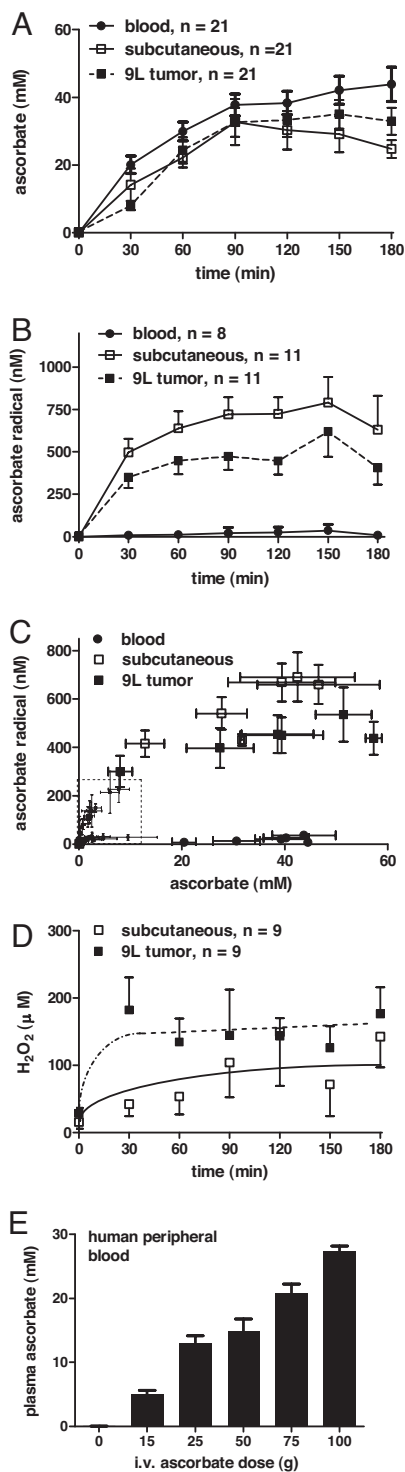 A
blood, n = 21
subcutaneous, n =21
9L tumor, n = 21
ascorbate (mM)
60
40
20
0
0 30 60 90 120 150 180
time (min)
B
blood, n = 8
subcutaneous, n = 11
9L tumor, n = 11
ascorbate radical (nM)
1000
750
500
250
0
0 30 60 90 120 150 180
time (min)
C
blood
subcutaneous
9L tumor
ascorbate radical (nM)
800
600
400
200
0
0 20 40 60
ascorbate (mM)
D
subcutaneous, n = 9
9L tumor, n = 9
H₂O₂ (μ M)
300
200
100
0
0 30 60 90 120 150 180
time (min)
E
human peripheral
blood
plasma ascorbate (mM)
30
20
10
0
0 15 25 50 75 100
i.v. ascorbate dose (g)